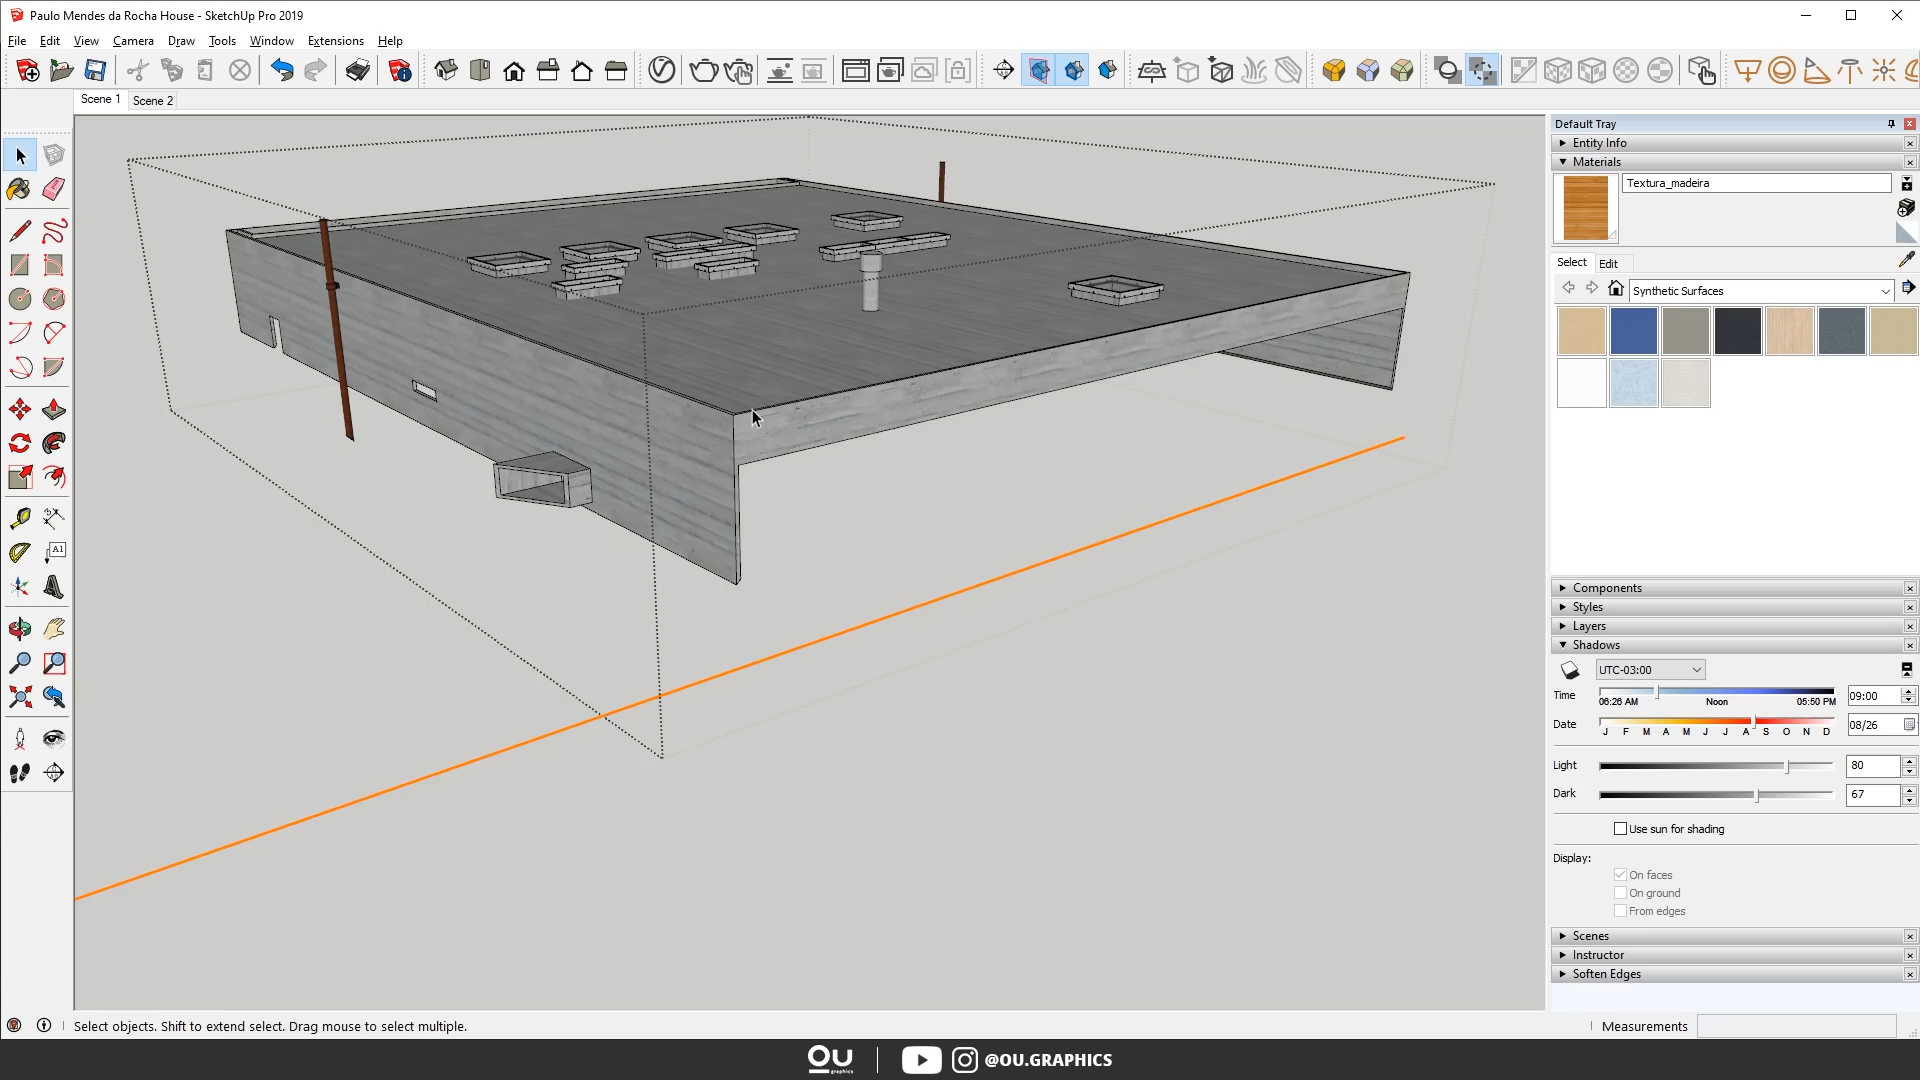 Paulo Mendes da Rocha House - SketchUp Pro 2019
File Edit View Camera Draw Tools Window Extensions Help
Scene 1 Scene 2
Default Tray
Entity Info
Materials
Textura_madeira
Select Edit
Synthetic Surfaces
A1
Components
Styles
Layers
Shadows
UTC-03:00
Time 09:00
06:26 AM Noon 05:50 PM
Date 08/26
J F M A M J J A S O N D
Light 80
Dark 67
Use sun for shading
Display:
On faces
On ground
From edges
Scenes
Instructor
Soften Edges
Select objects. Shift to extend select. Drag mouse to select multiple.
Measurements
OU graphics @OU.GRAPHICS